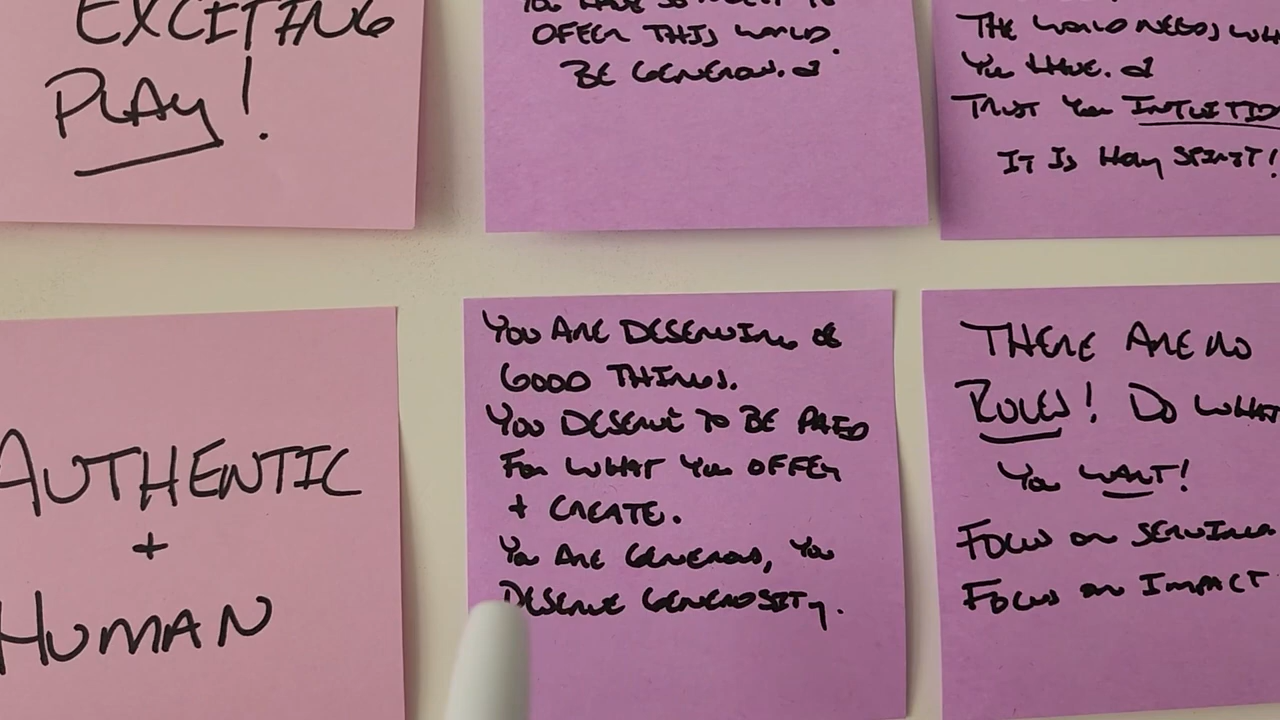 EXCITING
PLAY!
OFFER THIS WORLD.
BE GENEROUS.
THE WORLD NEEDS
YOU HAVE.
TRUST YOU
IT IS HOLY SPIRIT!
AUTHENTIC
+
HUMAN
YOU ARE DESERVING OF
GOOD THINGS.
YOU DESERVE TO BE PAID
FOR WHAT YOU OFFER
+ CREATE.
YOU ARE GENEROUS, YOU
DESERVE GENEROSITY.
THERE ARE NO
RULES! DO WHAT
YOU WANT!
FOCUS ON SERVING
FOCUS ON IMPACT